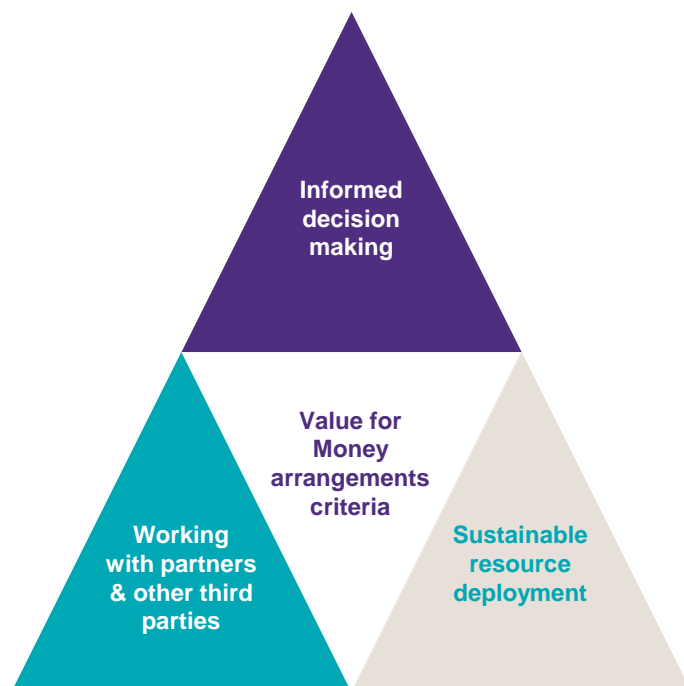 Informed
decision
making
Value for
Money
arrangements
criteria
Working
with partners
& other third
parties
Sustainable
resource
deployment